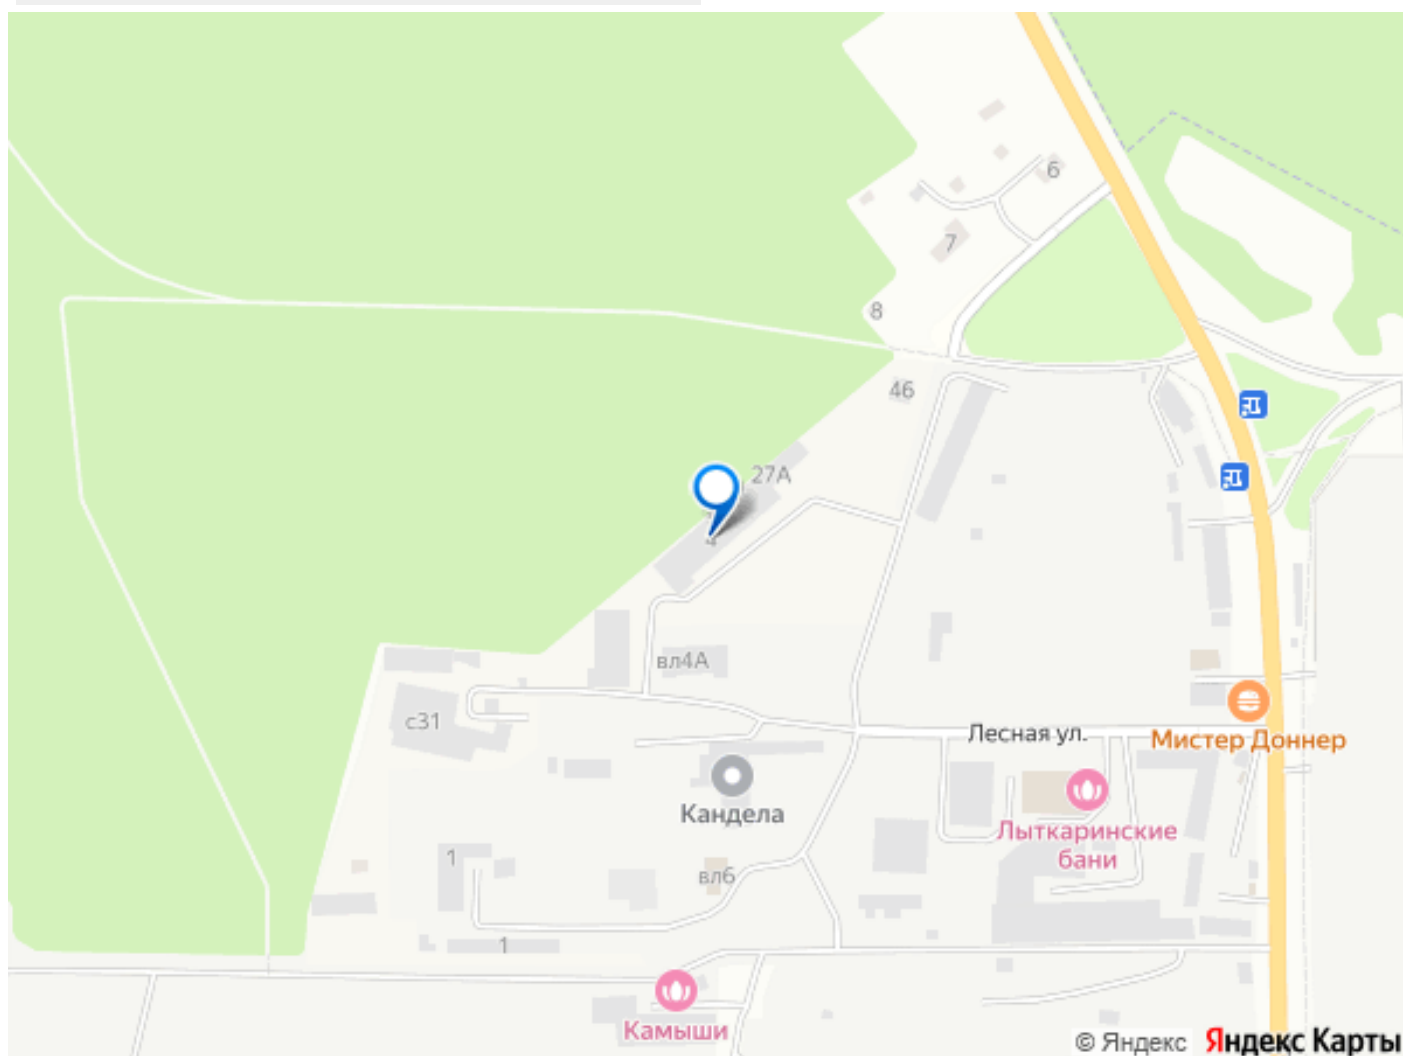 6
7
8
46
27А
4
вл4А
с31
Лесная ул.
Мистер Доннер
Кандела
Лыткаринские
бани
1
вл6
1
Камыши
© Яндекс Яндекс Карты